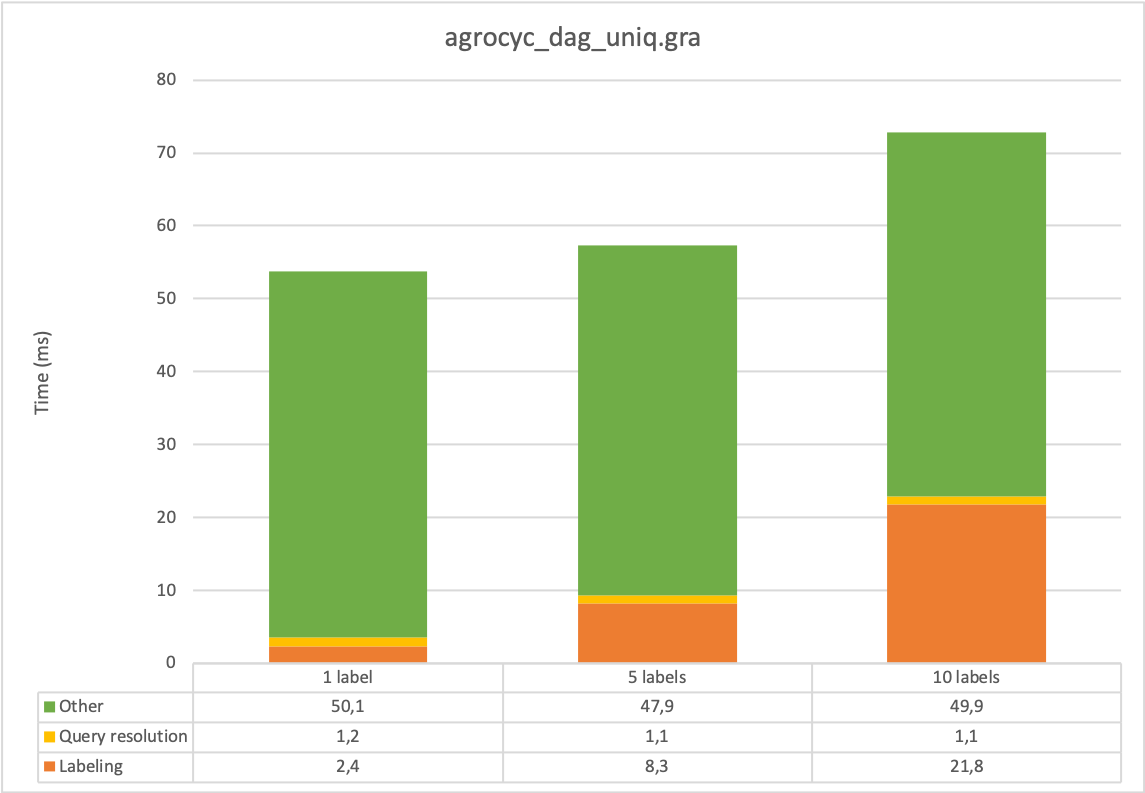 agrocyc_dag_uniq.gra
80
70
60
50
40
30
20
10
0
Time (ms)
1 label 5 labels 10 labels
Other 50,1 47,9 49,9
Query resolution 1,2 1,1 1,1
Labeling 2,4 8,3 21,8